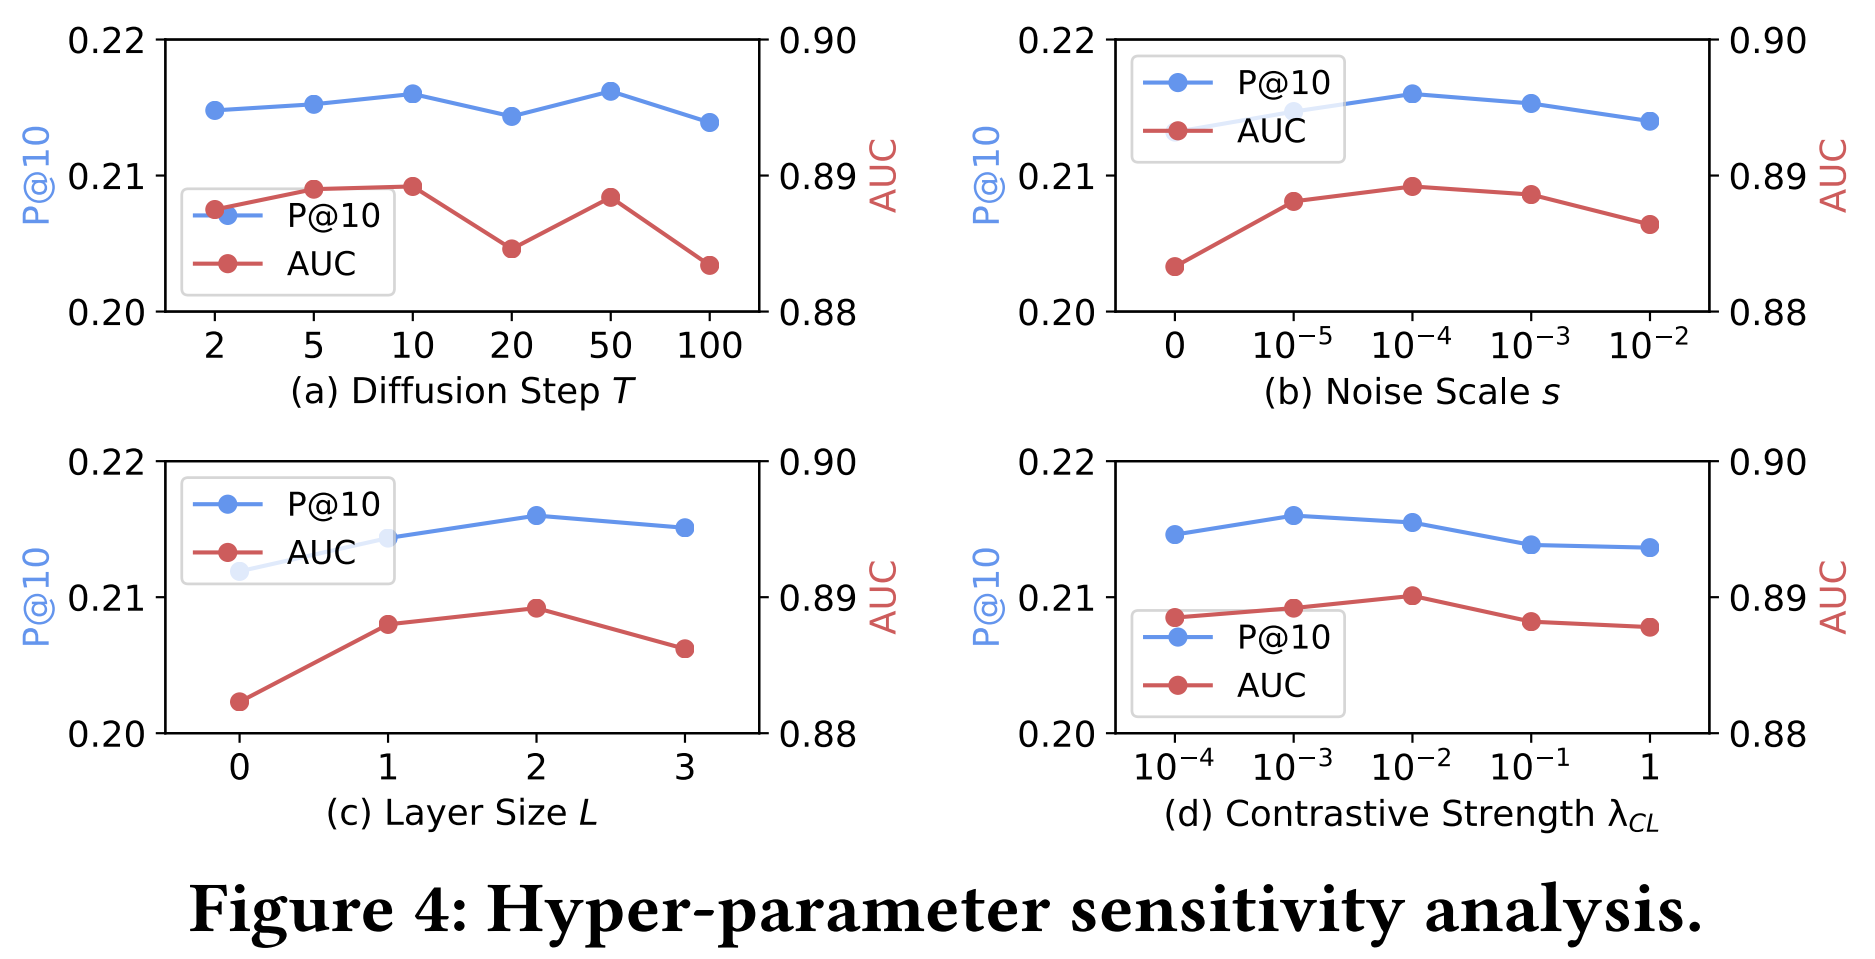 0.22
0.21
0.20
P@10
0.90
0.89
0.88
AUC
P@10
AUC
2 5 10 20 50 100
(a) Diffusion Step T
0.22
0.21
0.20
P@10
0.90
0.89
0.88
AUC
P@10
AUC
0 10⁻⁵ 10⁻⁴ 10⁻³ 10⁻²
(b) Noise Scale s
0.22
0.21
0.20
P@10
0.90
0.89
0.88
AUC
P@10
AUC
0 1 2 3
(c) Layer Size L
0.22
0.21
0.20
P@10
0.90
0.89
0.88
AUC
P@10
AUC
10⁻⁴ 10⁻³ 10⁻² 10⁻¹ 1
(d) Contrastive Strength λCL
Figure 4: Hyper-parameter sensitivity analysis.